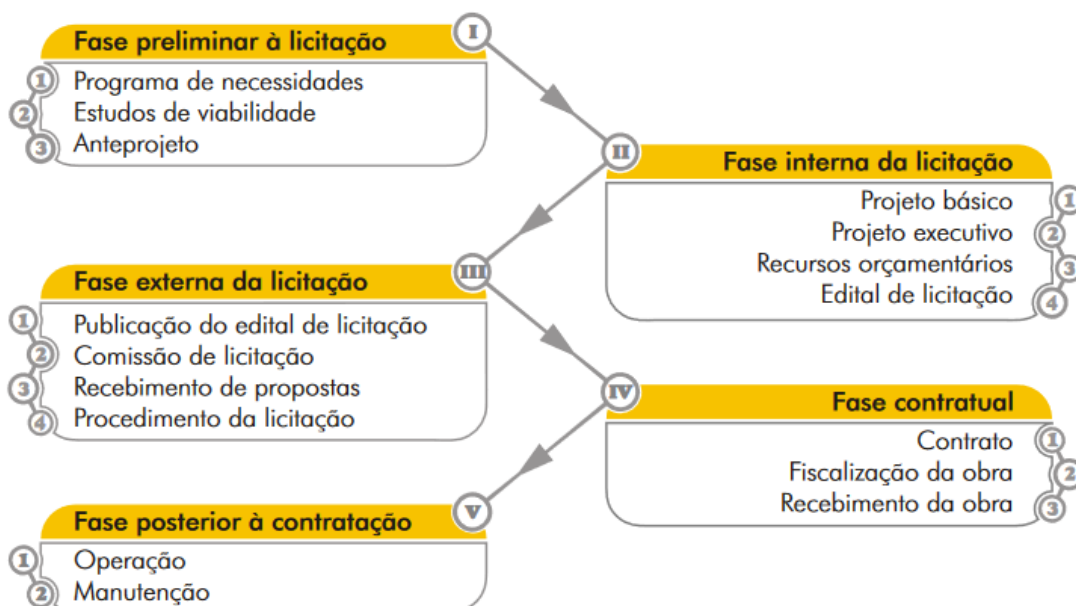 I
Fase preliminar à licitação
1 Programa de necessidades
2 Estudos de viabilidade
3 Anteprojeto
II
Fase interna da licitação
Projeto básico 1
Projeto executivo 2
Recursos orçamentários 3
Edital de licitação 4
III
Fase externa da licitação
1 Publicação do edital de licitação
2 Comissão de licitação
3 Recebimento de propostas
4 Procedimento da licitação
IV
Fase contratual
Contrato 1
Fiscalização da obra 2
Recebimento da obra 3
V
Fase posterior à contratação
1 Operação
2 Manutenção